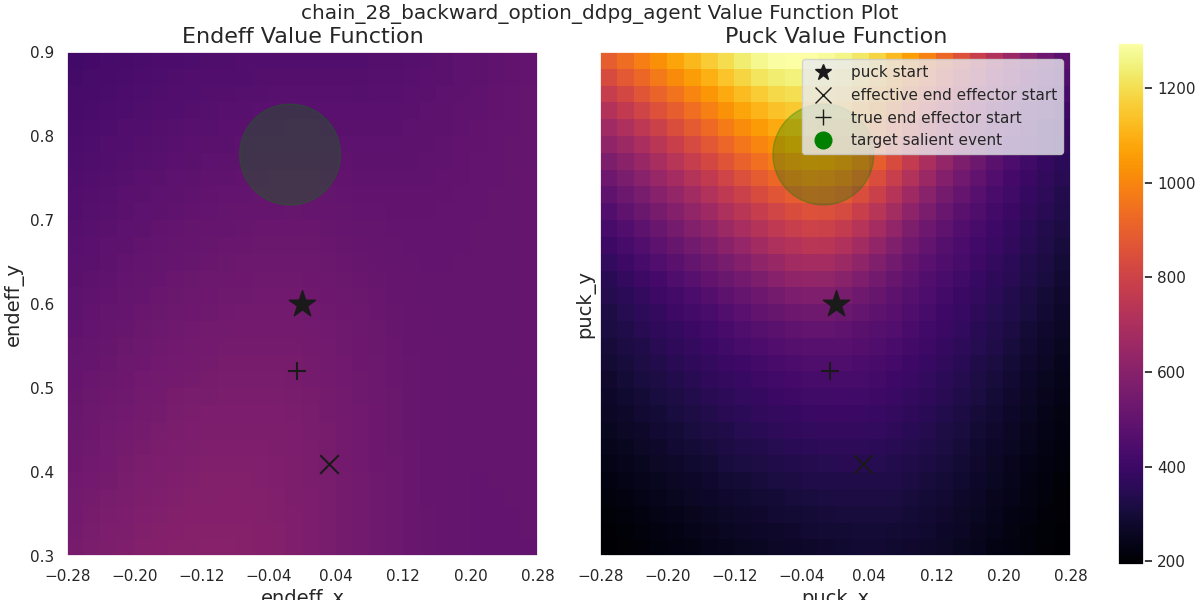 chain_28_backward_option_ddpg_agent Value Function Plot
Endeff Value Function
Puck Value Function
endeff_y
0.9
0.8
0.7
0.6
0.5
0.4
0.3
−0.28 −0.20 −0.12 −0.04 0.04 0.12 0.20 0.28
endeff_x
puck_y
puck start
effective end effector start
true end effector start
target salient event
−0.28 −0.20 −0.12 −0.04 0.04 0.12 0.20 0.28
puck_x
1200
1000
800
600
400
200